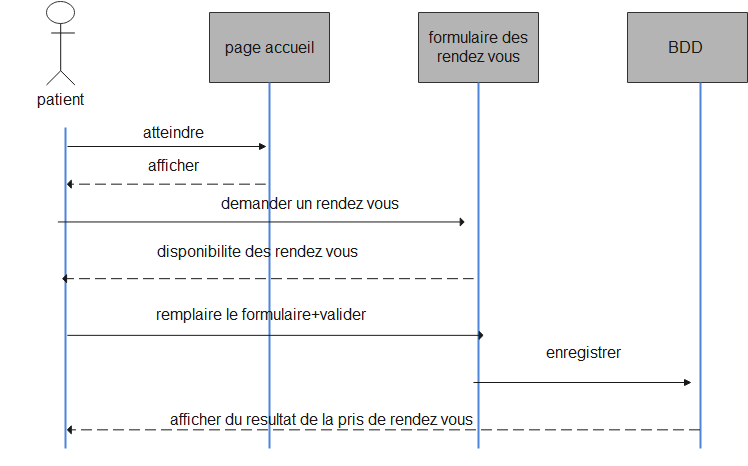 page accueil
formulaire des
rendez vous
BDD
patient
atteindre
afficher
demander un rendez vous
disponibilite des rendez vous
remplaire le formulaire+valider
enregistrer
afficher du resultat de la pris de rendez vous